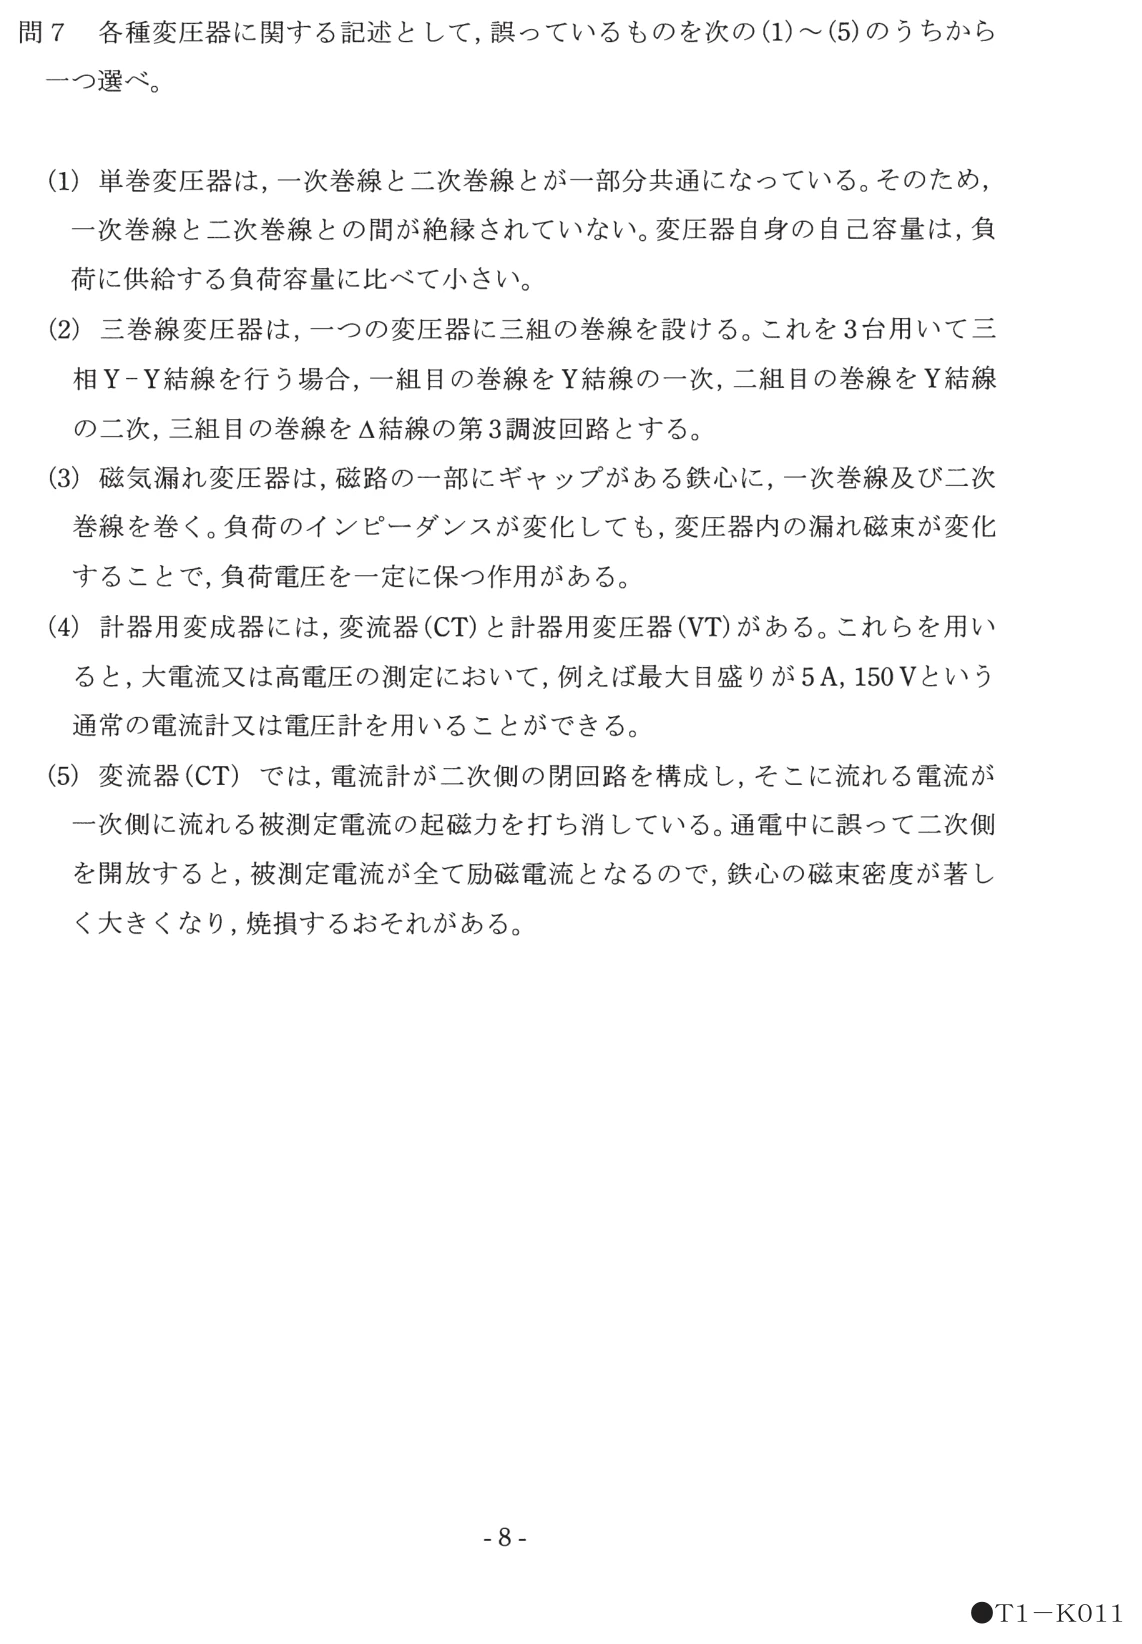 問7 各種変圧器に関する記述として,誤っているものを次の(1)～(5)のうちから
一つ選べ。
(1) 単巻変圧器は,一次巻線と二次巻線とが一部分共通になっている。そのため,
一次巻線と二次巻線との間が絶縁されていない。変圧器自身の自己容量は,負
荷に供給する負荷容量に比べて小さい。
(2) 三巻線変圧器は,一つの変圧器に三組の巻線を設ける。これを3台用いて三
相Y-Y結線を行う場合,一組目の巻線をY結線の一次,二組目の巻線をY結線
の二次,三組目の巻線をΔ結線の第3調波回路とする。
(3) 磁気漏れ変圧器は,磁路の一部にギャップがある鉄心に,一次巻線及び二次
巻線を巻く。負荷のインピーダンスが変化しても,変圧器内の漏れ磁束が変化
することで,負荷電圧を一定に保つ作用がある。
(4) 計器用変成器には,変流器(CT)と計器用変圧器(VT)がある。これらを用い
ると,大電流又は高電圧の測定において,例えば最大目盛りが5A,150Vという
通常の電流計又は電圧計を用いることができる。
(5) 変流器(CT) では,電流計が二次側の閉回路を構成し,そこに流れる電流が
一次側に流れる被測定電流の起磁力を打ち消している。通電中に誤って二次側
を開放すると,被測定電流が全て励磁電流となるので,鉄心の磁束密度が著し
く大きくなり,焼損するおそれがある。
- 8 -
●T1-K011